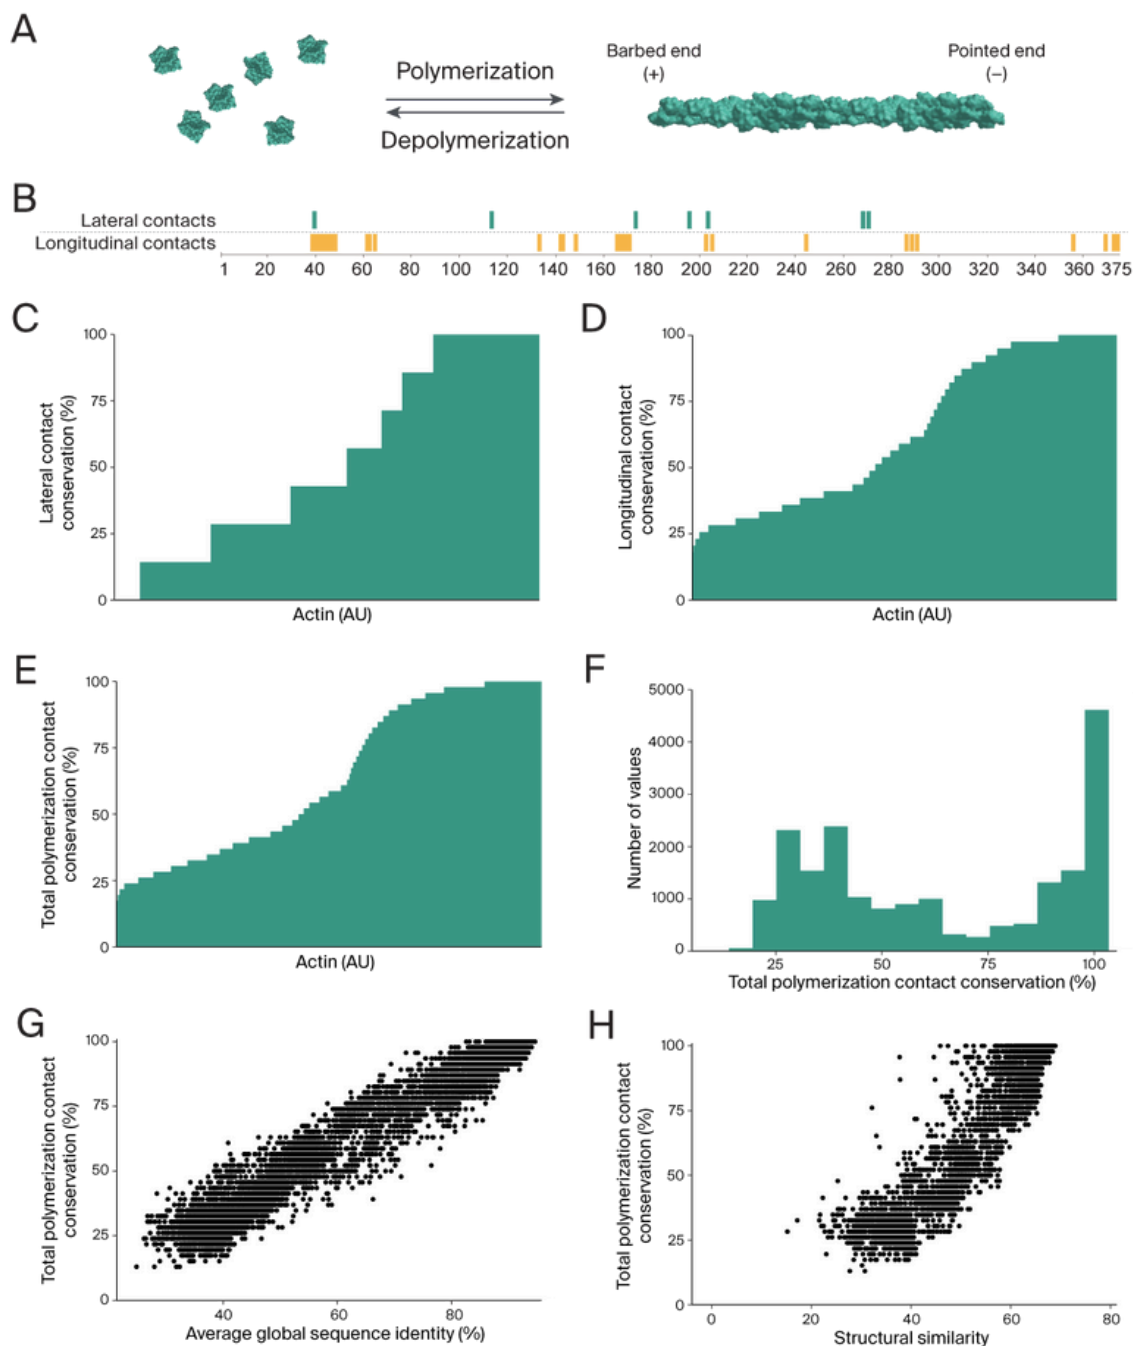 A
Polymerization
Depolymerization
Barbed end
(+)
Pointed end
(–)
B
Lateral contacts
Longitudinal contacts
1 20 40 60 80 100 120 140 160 180 200 220 240 260 280 300 320 340 360 375
C
Lateral contact
conservation (%)
100
75
50
25
0
Actin (AU)
D
Longitudinal contact
conservation (%)
100
75
50
25
0
Actin (AU)
E
Total polymerization contact
conservation (%)
100
75
50
25
0
Actin (AU)
F
Number of values
5000
4000
3000
2000
1000
0
25 50 75 100
Total polymerization contact conservation (%)
G
Total polymerization contact
conservation (%)
100
75
50
25
0
40 60 80
Average global sequence identity (%)
H
Total polymerization contact
conservation (%)
100
75
50
25
0
0 20 40 60 80
Structural similarity